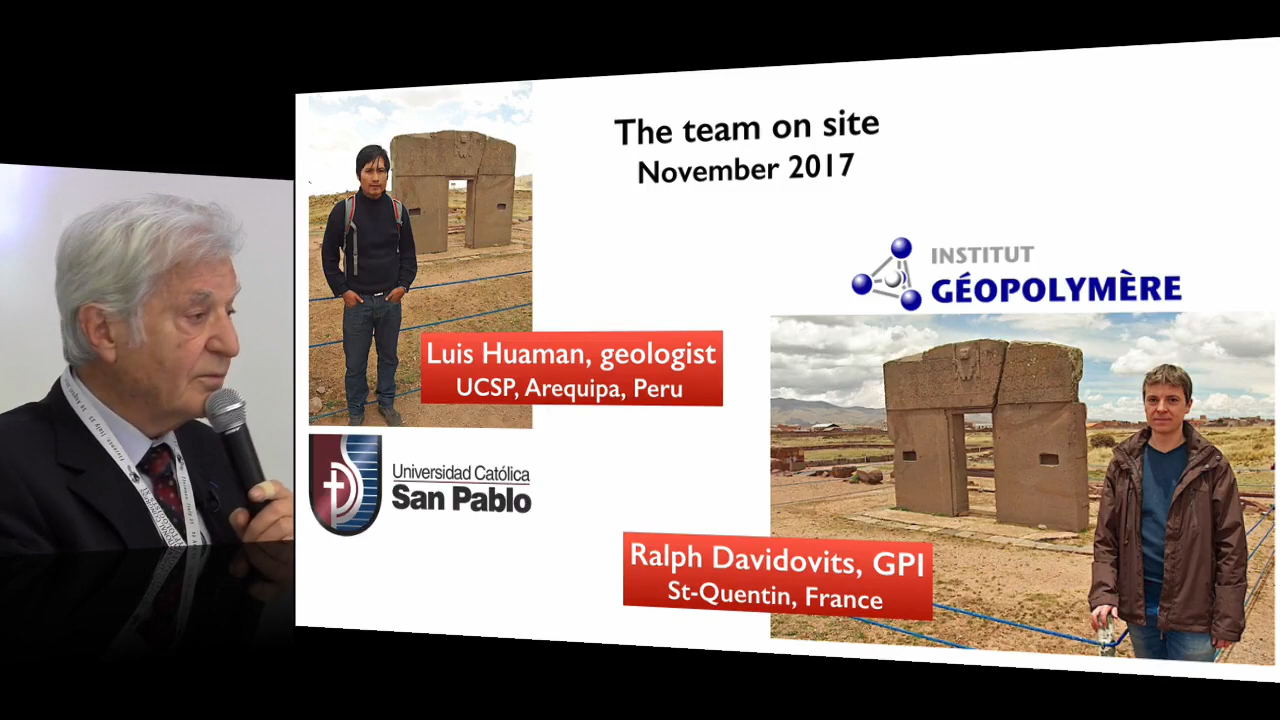 The team on site
November 2017
INSTITUT
GÉOPOLYMÈRE
Luis Huaman, geologist
UCSP, Arequipa, Peru
Universidad Católica
San Pablo
Ralph Davidovits, GPI
St-Quentin, France